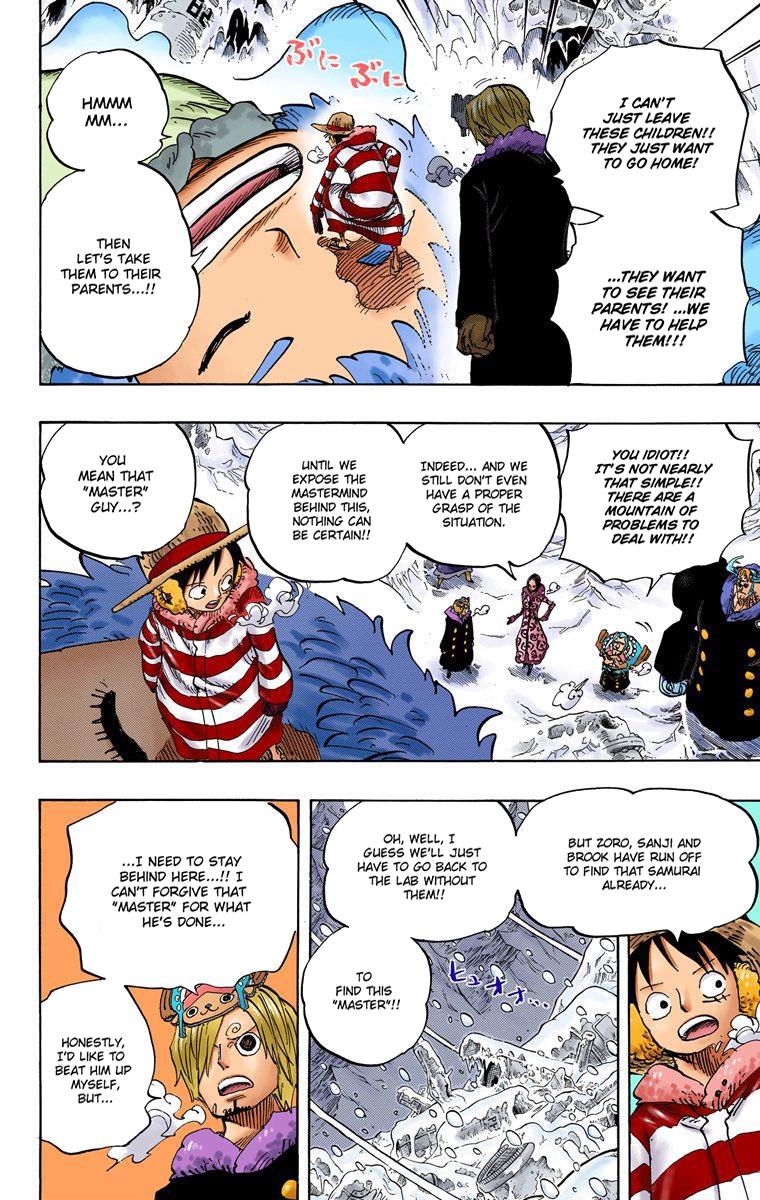 I CAN'T
JUST LEAVE
THESE CHILDREN!!
THEY JUST WANT
TO GO HOME!
...THEY WANT
TO SEE THEIR
PARENTS! ...WE
HAVE TO HELP
THEM!!!
ぶに
ぶに
HMMM
MM...
THEN
LET'S TAKE
THEM TO THEIR
PARENTS...!!
YOU IDIOT!!
IT'S NOT NEARLY
THAT SIMPLE!!
THERE ARE A
MOUNTAIN OF
PROBLEMS TO
DEAL WITH!!
INDEED... AND WE
STILL DON'T EVEN
HAVE A PROPER
GRASP OF THE
SITUATION.
UNTIL WE
EXPOSE THE
MASTERMIND
BEHIND THIS,
NOTHING CAN
BE CERTAIN!!
YOU
MEAN THAT
"MASTER"
GUY...?
BUT ZORO, SANJI AND
BROOK HAVE RUN OFF
TO FIND THAT SAMURAI
ALREADY...
OH, WELL, I
GUESS WE'LL JUST
HAVE TO GO BACK TO
THE LAB WITHOUT
THEM!!
TO
FIND THIS
"MASTER"!!
ヒュオオ...
...I NEED TO STAY
BEHIND HERE...!! I
CAN'T FORGIVE THAT
"MASTER" FOR WHAT
HE'S DONE...
HONESTLY,
I'D LIKE TO
BEAT HIM UP
MYSELF,
BUT...